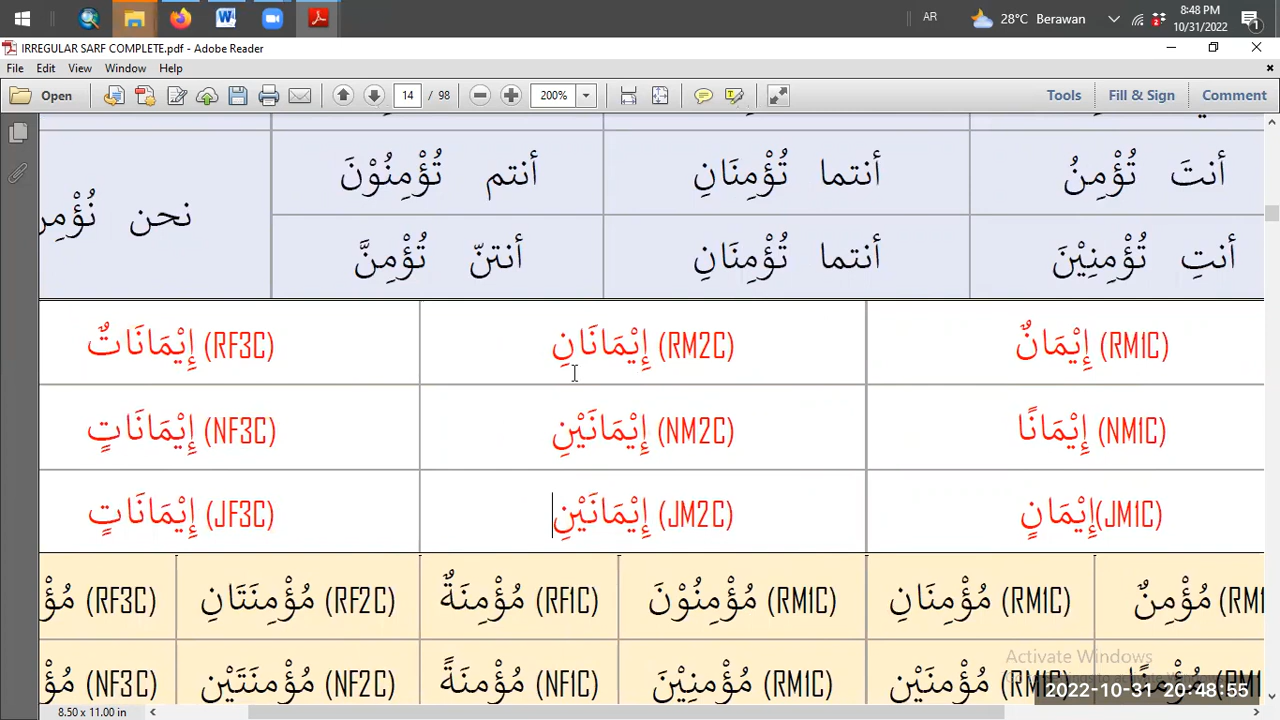 8:48 PM
AR
28°C Berawan
10/31/2022
IRREGULAR SARF COMPLETE.pdf - Adobe Reader
File Edit View Window Help
Open 14 / 98 200% Tools Fill & Sign Comment
أنتَ تُؤْمِنُ أنتما تُؤْمِنَانِ أنتم تُؤْمِنُوْنَ
نحن
أنتِ تُؤْمِنِيْنَ أنتما تُؤْمِنَانِ أنتنّ تُؤْمِنَّ
(RM1C) إِيْمَانٌ (RM2C) إِيْمَانَانِ (RF3C) إِيْمَانَاتٌ
(NM1C) إِيْمَانًا (NM2C) إِيْمَانَيْنِ (NF3C) إِيْمَانَاتٍ
(JM1C) إِيْمَانٍ (JM2C) إِيْمَانَيْنِ (JF3C) إِيْمَانَاتٍ
(RM1 مُؤْمِنٌ (RM1C) مُؤْمِنَانِ (RM1C) مُؤْمِنُوْنَ (RF1C) مُؤْمِنَةٌ (RF2C) مُؤْمِنَتَانِ (RF3C) مُؤْ
مُؤْمِنًا (RM1C) مُؤْمِنَيْنِ (RM1C) مُؤْمِنِيْنَ (NF1C) مُؤْمِنَةً (NF2C) مُؤْمِنَتَيْنِ (NF3C) مُؤْ
Activate Windows
2022-10-31 20:48:55
8.50 x 11.00 in